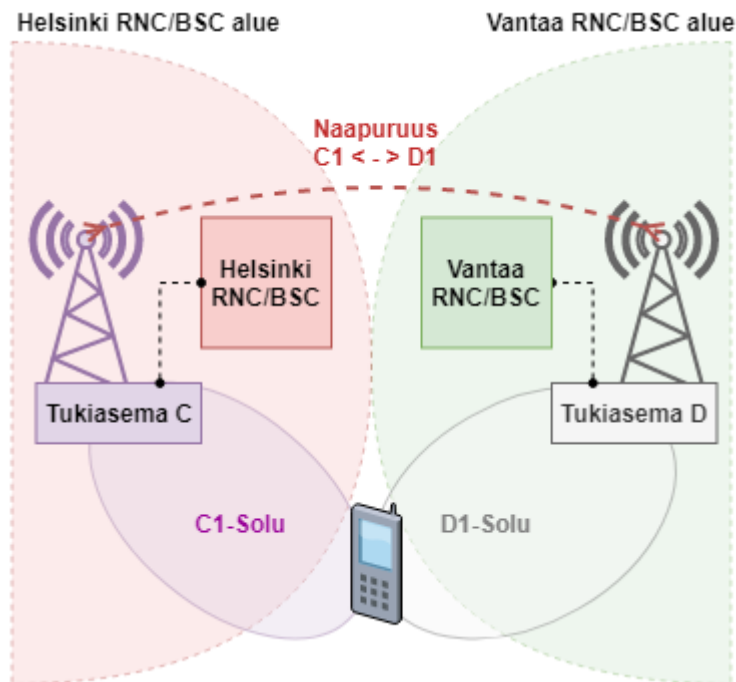 Helsinki RNC/BSC alue
Vantaa RNC/BSC alue
Naapuruus
C1 < - > D1
Helsinki
RNC/BSC
Vantaa
RNC/BSC
Tukiasema C
Tukiasema D
C1-Solu
D1-Solu